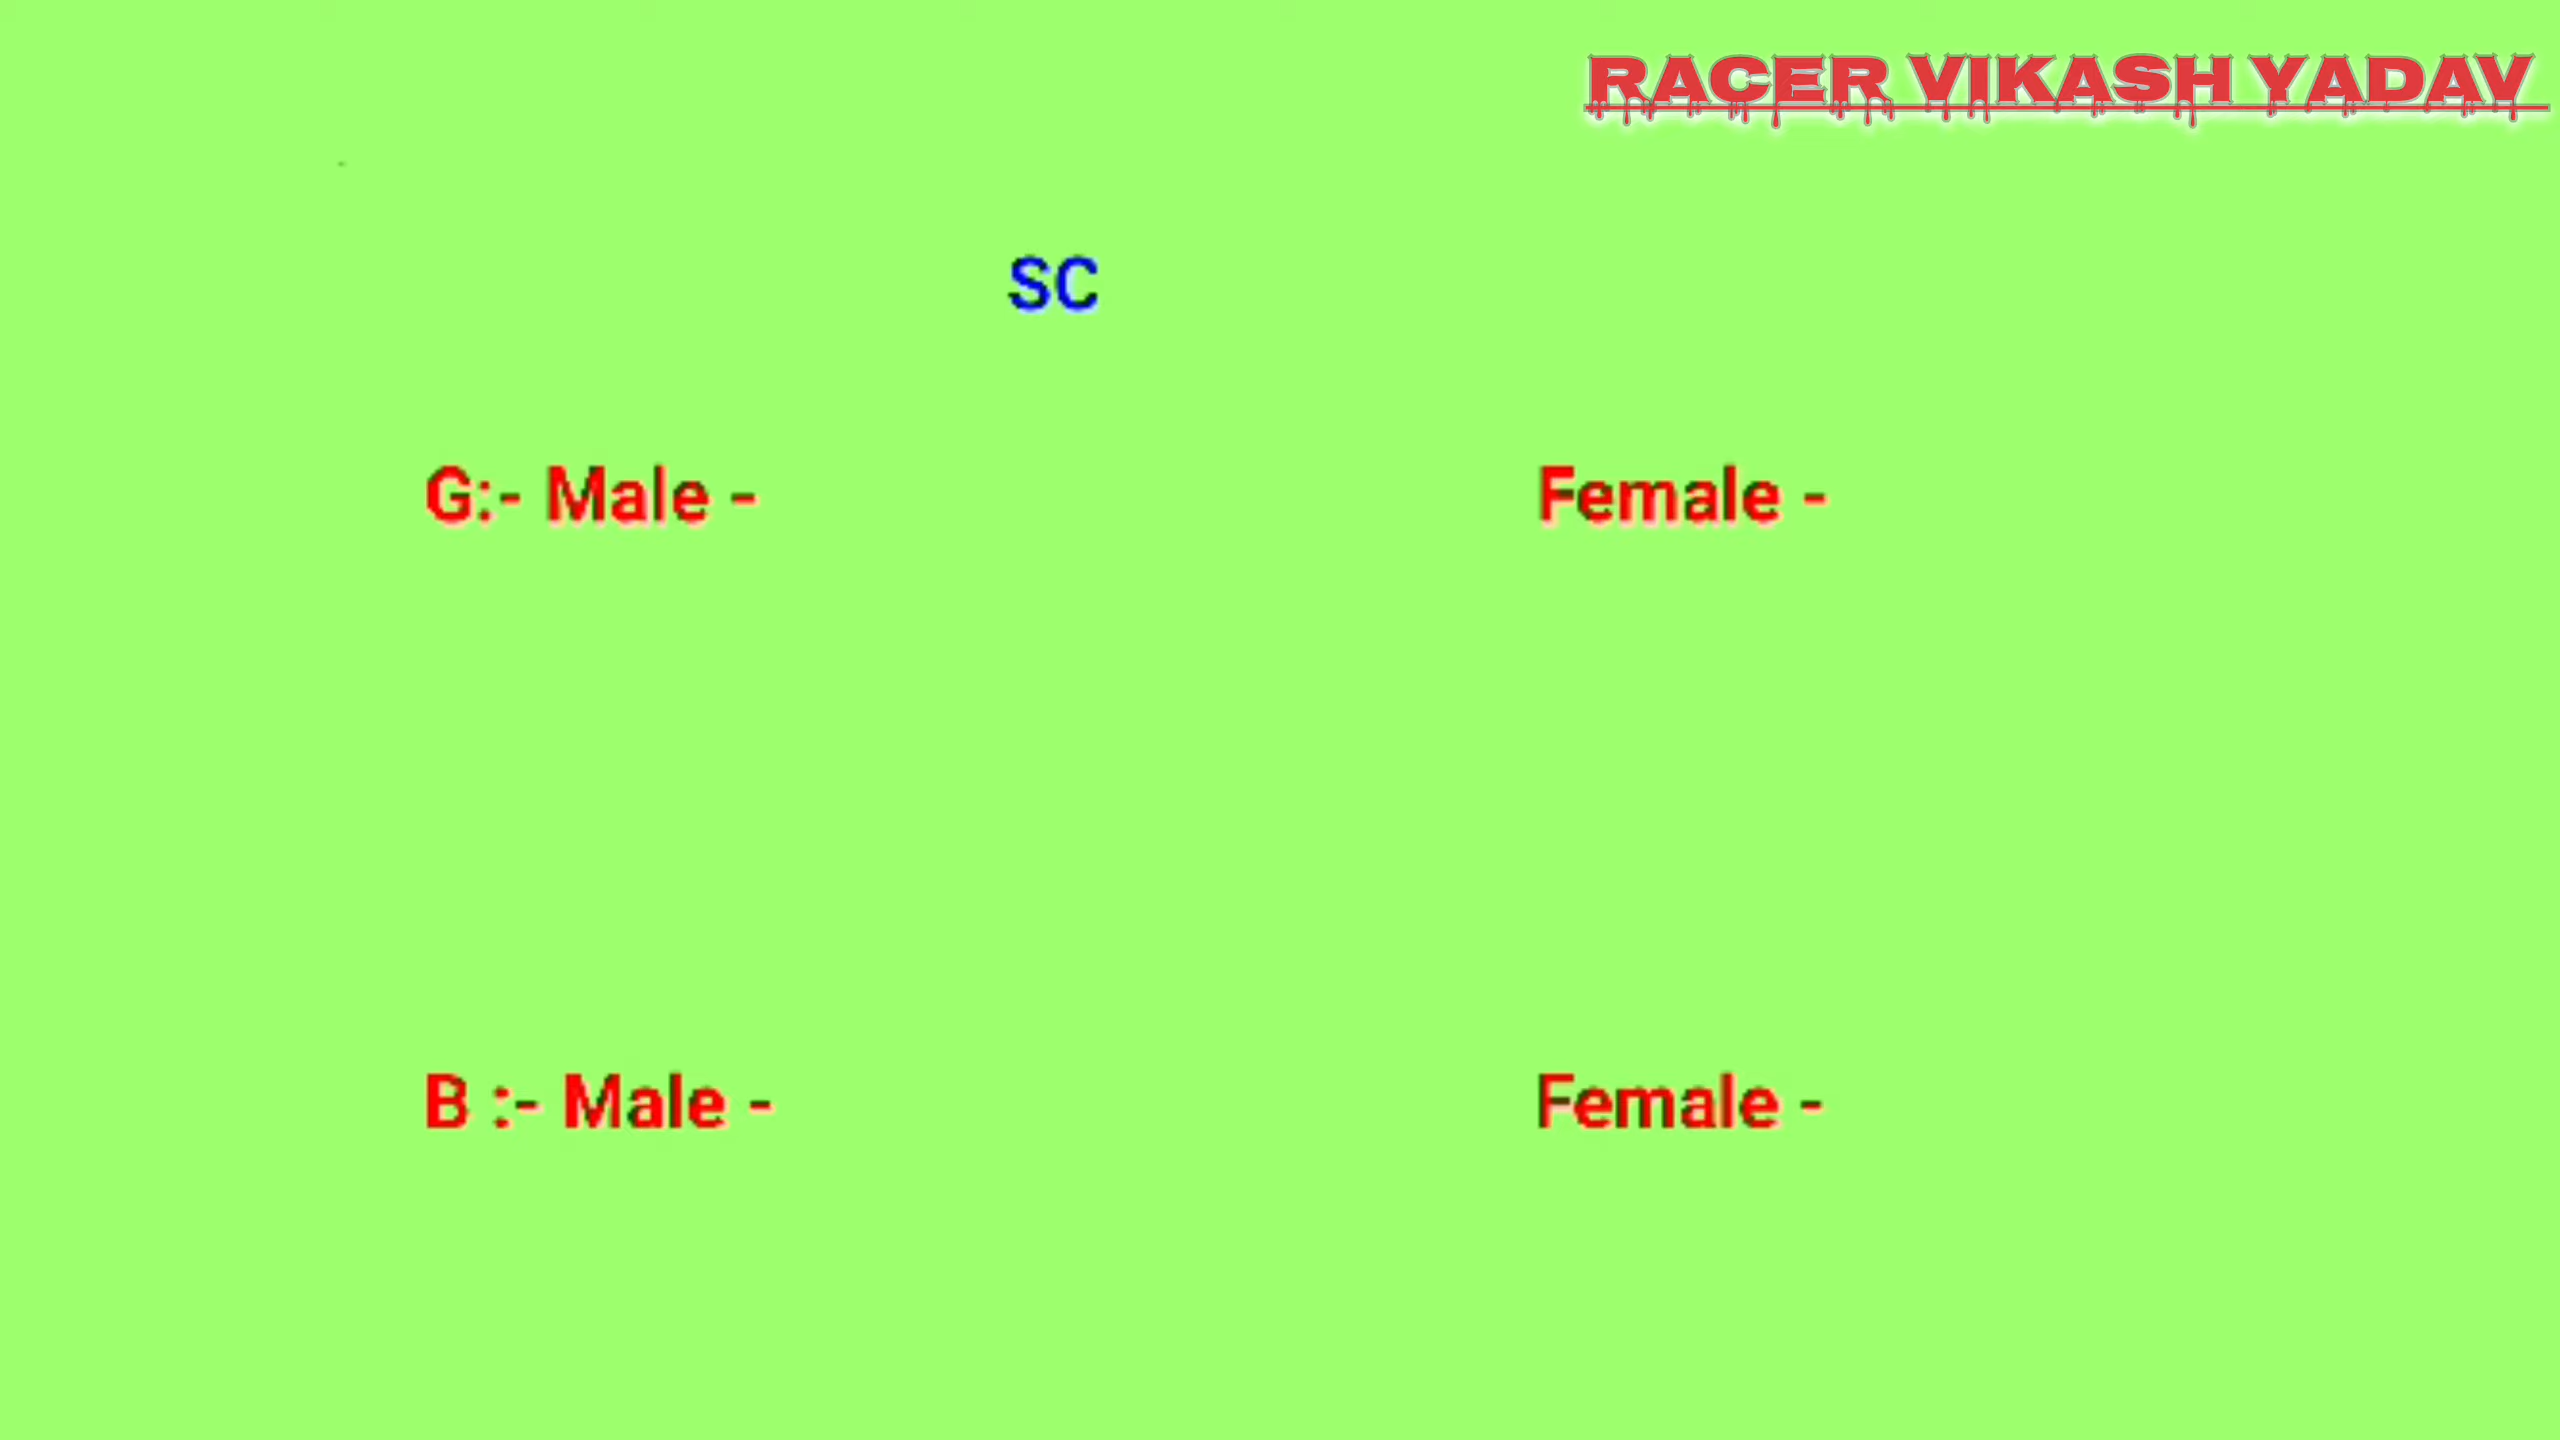 RACER VIKASH YADAV
SC
G:- Male -
Female -
B :- Male -
Female -